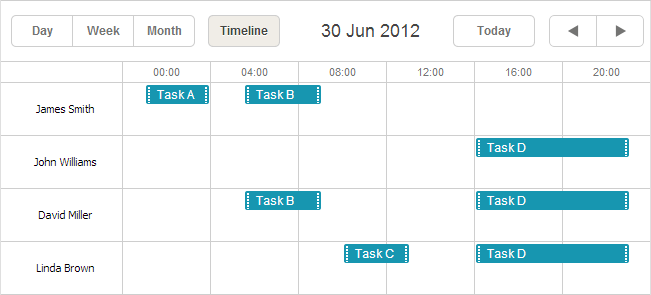 Day Week Month Timeline 30 Jun 2012 Today
00:00 04:00 08:00 12:00 16:00 20:00
James Smith Task A Task B
John Williams Task D
David Miller Task B Task D
Linda Brown Task C Task D